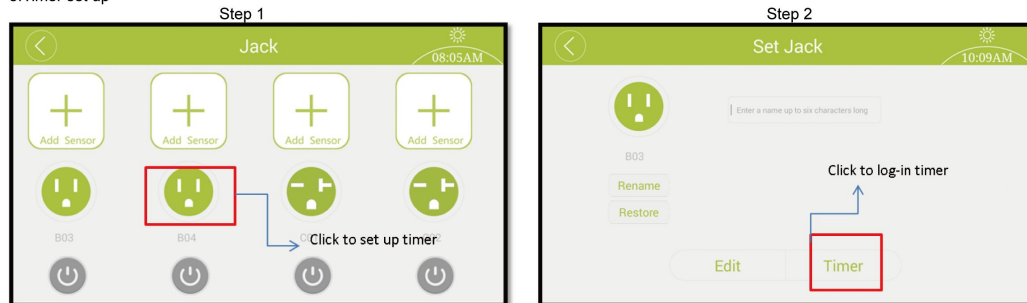 Step 1
Step 2
Jack
08:05AM
Add Sensor
Add Sensor
Add Sensor
Add Sensor
B03
B04
Click to set up timer
Set Jack
10:09AM
Enter a name up to six characters long
B03
Rename
Restore
Click to log-in timer
Edit
Timer